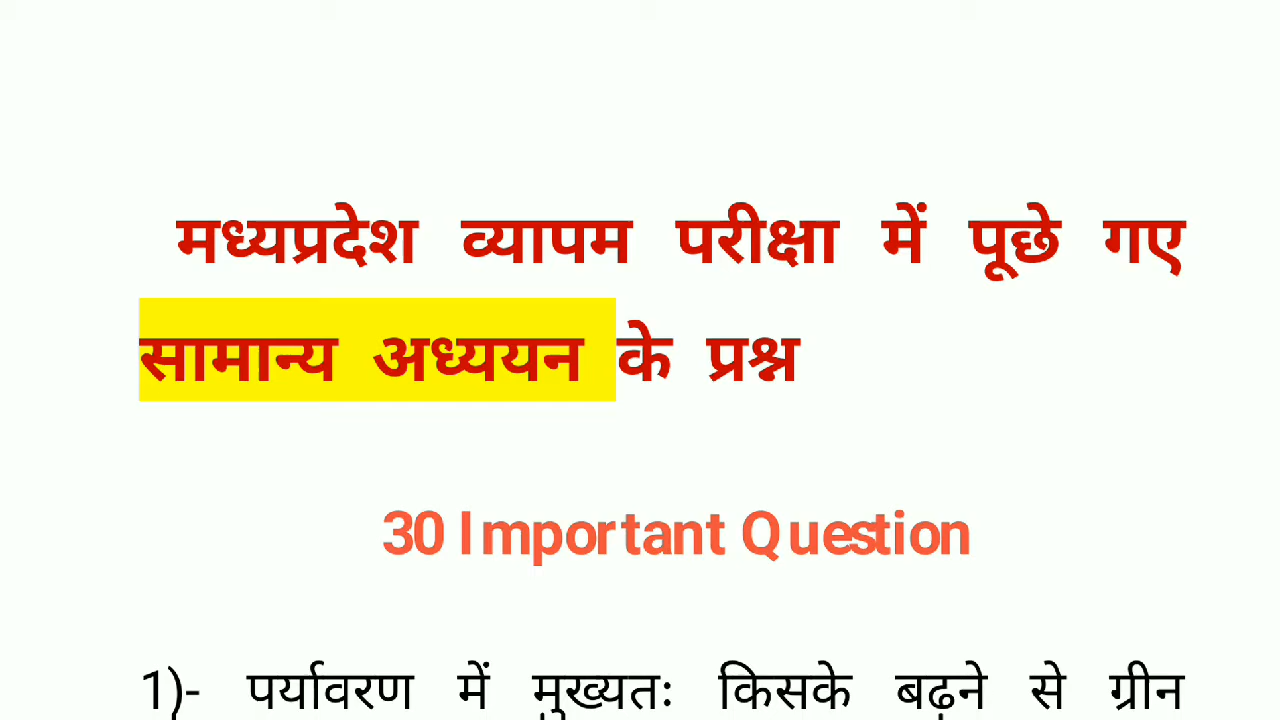 मध्यप्रदेश व्यापम परीक्षा में पूछे गए
सामान्य अध्ययन के प्रश्न
30 Important Question
1)- पर्यावरण में मुख्यतः किसके बढ़ने से ग्रीन